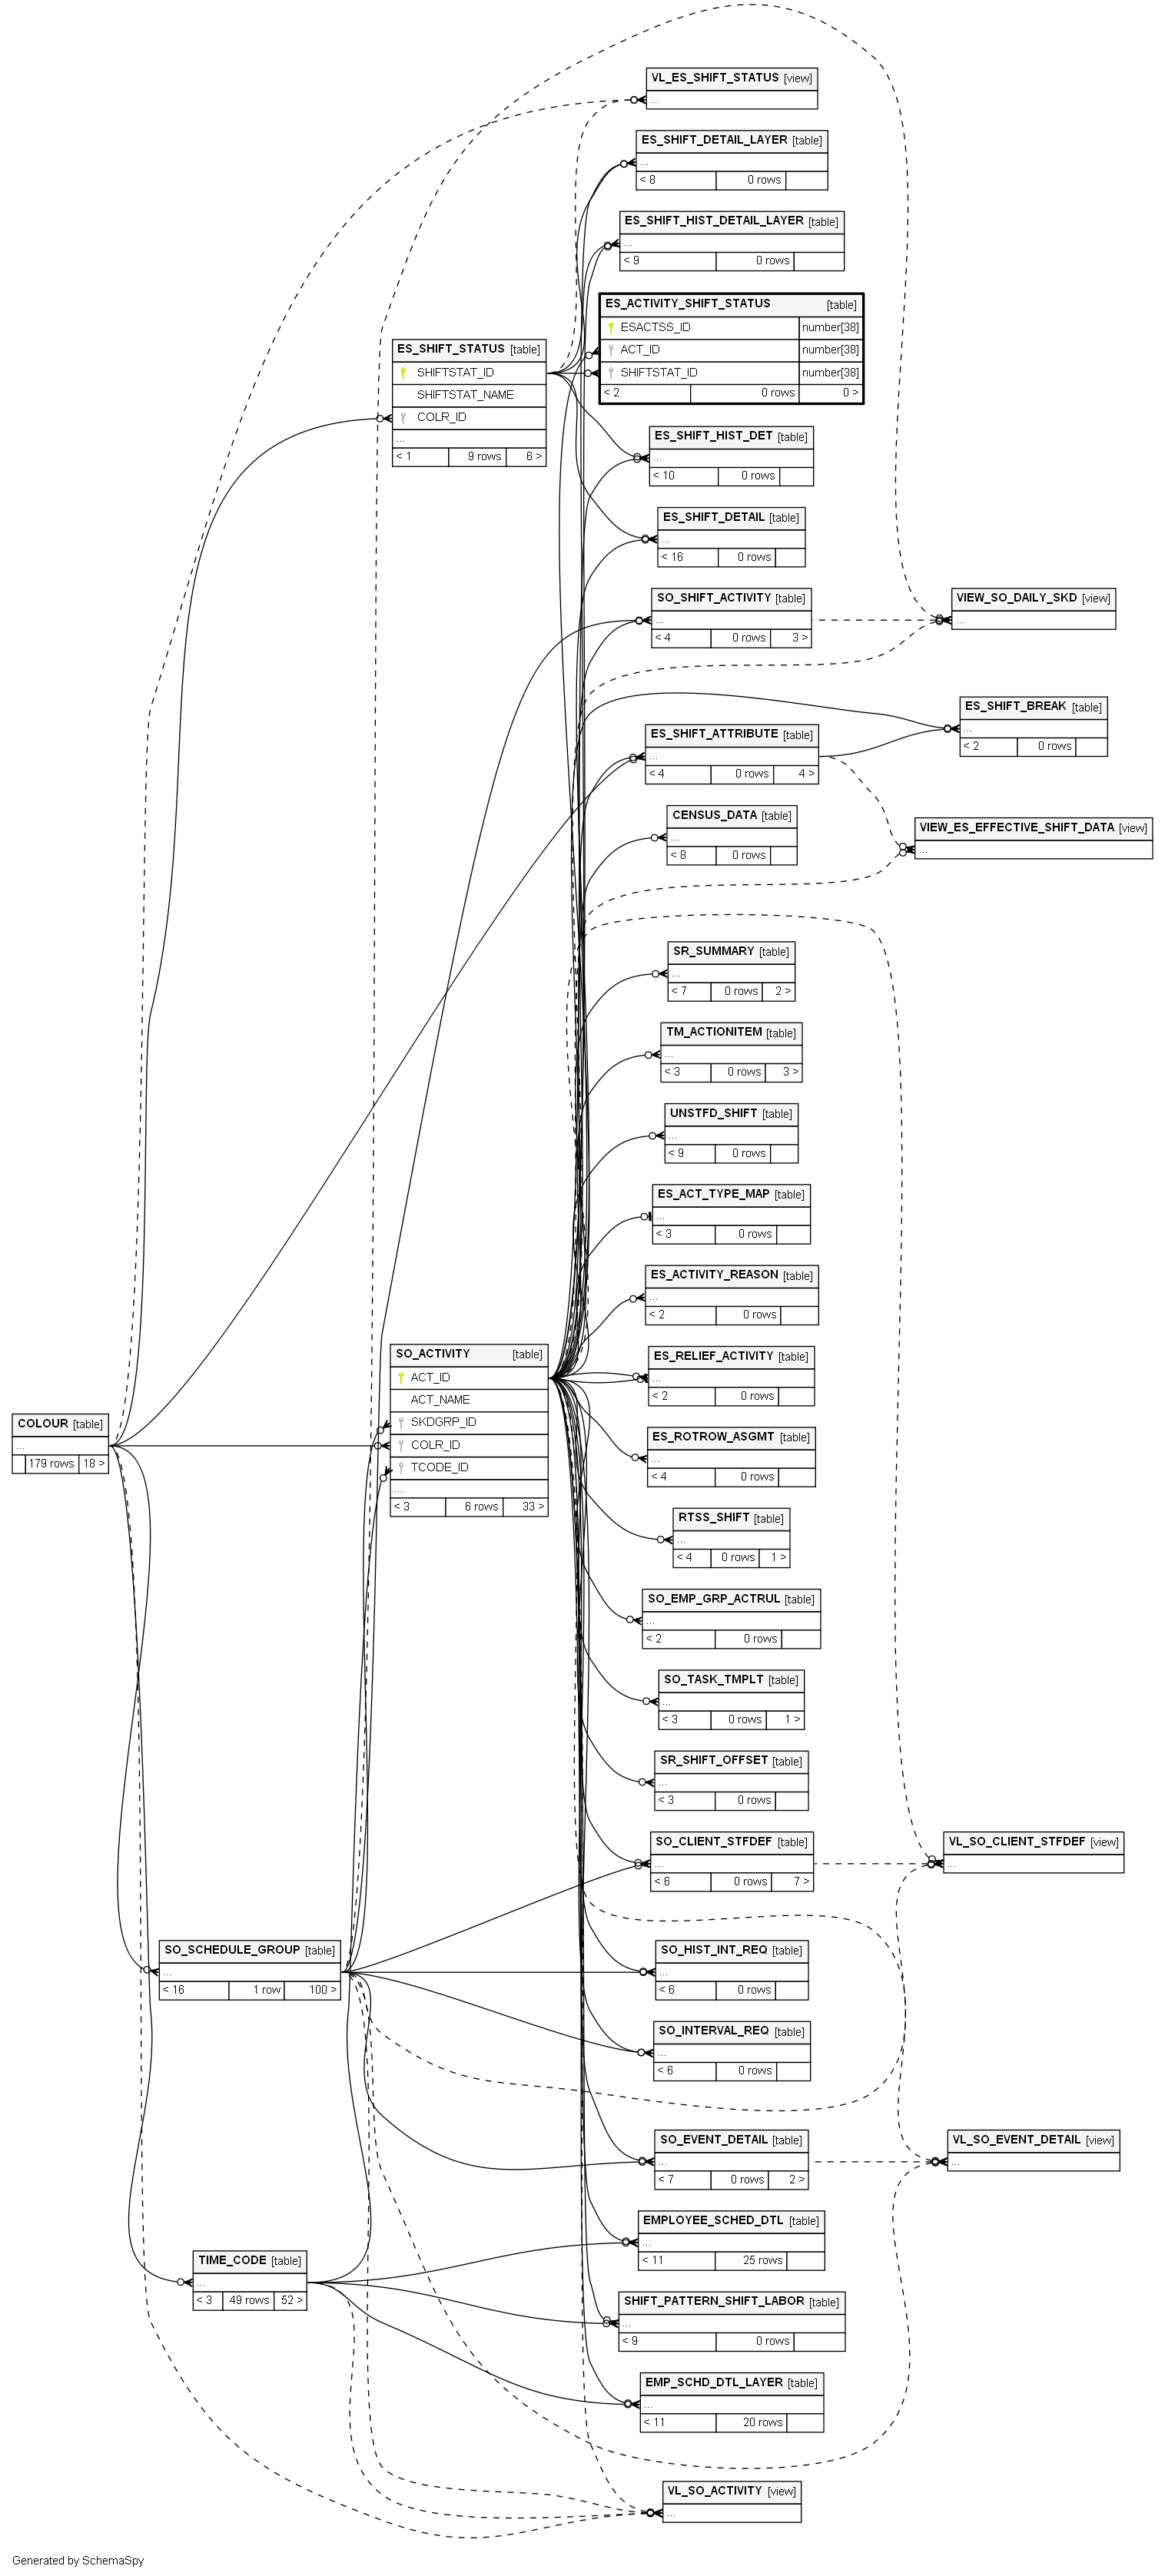 VL_ES_SHIFT_STATUS [view]
...
ES_SHIFT_DETAIL_LAYER [table]
...
< 8 0 rows
ES_SHIFT_HIST_DETAIL_LAYER [table]
...
< 9 0 rows
ES_ACTIVITY_SHIFT_STATUS [table]
ESACTSS_ID number[38]
ACT_ID number[38]
SHIFTSTAT_ID number[38]
< 2 0 rows 0 >
ES_SHIFT_STATUS [table]
SHIFTSTAT_ID
SHIFTSTAT_NAME
COLR_ID
...
< 1 9 rows 6 >
ES_SHIFT_HIST_DET [table]
...
< 10 0 rows
ES_SHIFT_DETAIL [table]
...
< 16 0 rows
SO_SHIFT_ACTIVITY [table]
...
< 4 0 rows 3 >
VIEW_SO_DAILY_SKD [view]
...
ES_SHIFT_BREAK [table]
...
< 2 0 rows
ES_SHIFT_ATTRIBUTE [table]
...
< 4 0 rows 4 >
CENSUS_DATA [table]
...
< 8 0 rows
VIEW_ES_EFFECTIVE_SHIFT_DATA [view]
...
SR_SUMMARY [table]
...
< 7 0 rows 2 >
TM_ACTIONITEM [table]
...
< 3 0 rows 3 >
UNSTFD_SHIFT [table]
...
< 9 0 rows
ES_ACT_TYPE_MAP [table]
...
< 3 0 rows
ES_ACTIVITY_REASON [table]
...
< 2 0 rows
SO_ACTIVITY [table]
ACT_ID
ACT_NAME
SKDGRP_ID
COLR_ID
TCODE_ID
...
< 3 6 rows 33 >
ES_RELIEF_ACTIVITY [table]
...
< 2 0 rows
COLOUR [table]
...
179 rows 18 >
ES_ROTROW_ASGMT [table]
...
< 4 0 rows
RTSS_SHIFT [table]
...
< 4 0 rows 1 >
SO_EMP_GRP_ACTRUL [table]
...
< 2 0 rows
SO_TASK_TMPLT [table]
...
< 3 0 rows 1 >
SR_SHIFT_OFFSET [table]
...
< 3 0 rows
SO_CLIENT_STFDEF [table]
...
< 6 0 rows 7 >
VL_SO_CLIENT_STFDEF [view]
...
SO_SCHEDULE_GROUP [table]
...
< 16 1 row 100 >
SO_HIST_INT_REQ [table]
...
< 6 0 rows
SO_INTERVAL_REQ [table]
...
< 6 0 rows
SO_EVENT_DETAIL [table]
...
< 7 0 rows 2 >
VL_SO_EVENT_DETAIL [view]
...
EMPLOYEE_SCHED_DTL [table]
...
< 11 25 rows
TIME_CODE [table]
...
< 3 49 rows 52 >
SHIFT_PATTERN_SHIFT_LABOR [table]
...
< 9 0 rows
EMP_SCHD_DTL_LAYER [table]
...
< 11 20 rows
VL_SO_ACTIVITY [view]
...
Generated by SchemaSpy